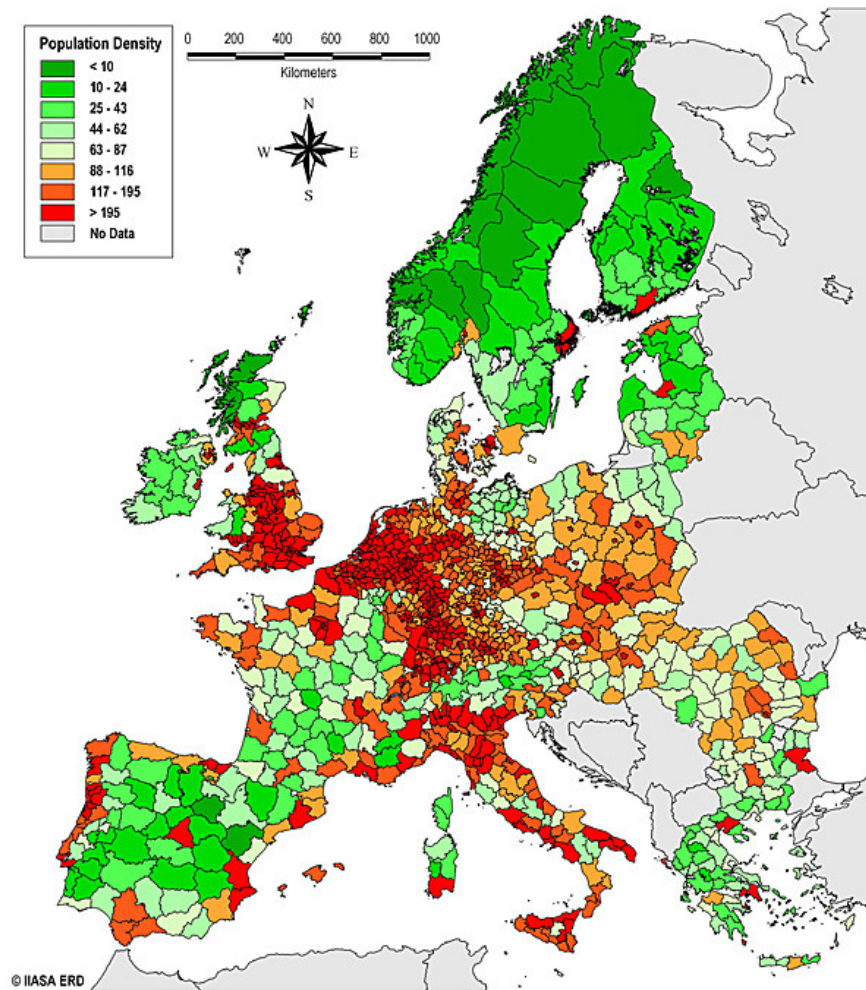 Population Density
< 10
10 - 24
25 - 43
44 - 62
63 - 87
88 - 116
117 - 195
> 195
No Data
0 200 400 600 800 1000
Kilometers
N
W E
S
© IIASA ERD